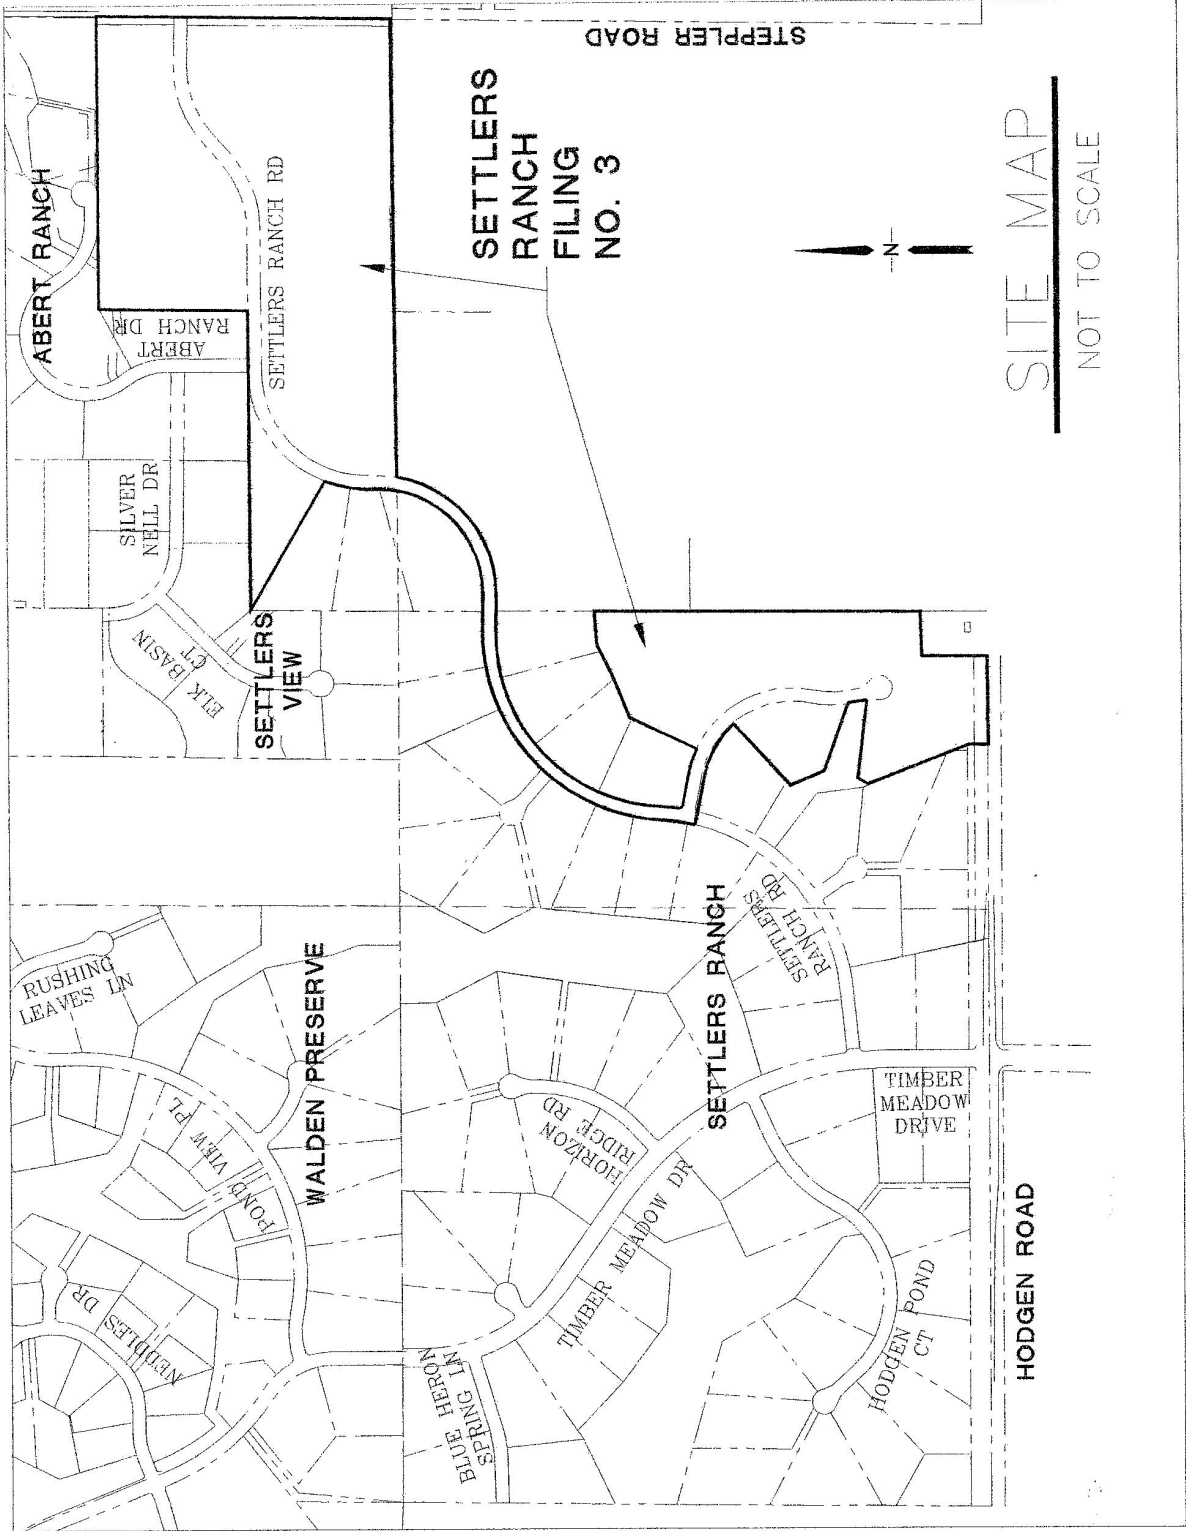 STEPPLER ROAD
SETTLERS
RANCH
FILING
NO. 3
ABERT RANCH
ABERT
RANCH DR
SETTLERS RANCH RD
SILVER
NELL DR
ELK BASIN
CT
SETTLERS
VIEW
RUSHING
LEAVES LN
WALDEN PRESERVE
POND VIEW PL
NEDDLES DR
SETTLERS RANCH
SETTLERS
RANCH RD
HORIZON
RIDGE RD
TIMBER MEADOW DR
TIMBER
MEADOW
DRIVE
BLUE HERON
SPRING LN
HODGEN POND
CT
HODGEN ROAD
N
SITE MAP
NOT TO SCALE